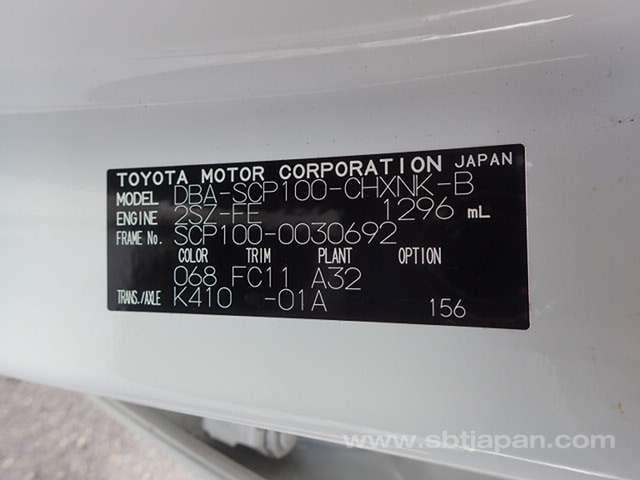 TOYOTA MOTOR CORPORATION JAPAN
MODEL DBA-SCP100-CHXNK-B
ENGINE 2SZ-FE 1296 mL
FRAME No. SCP100-0030692
COLOR TRIM PLANT OPTION
068 FC11 A32
TRANS./AXLE K410 -01A 156
www.sbtjapan.com